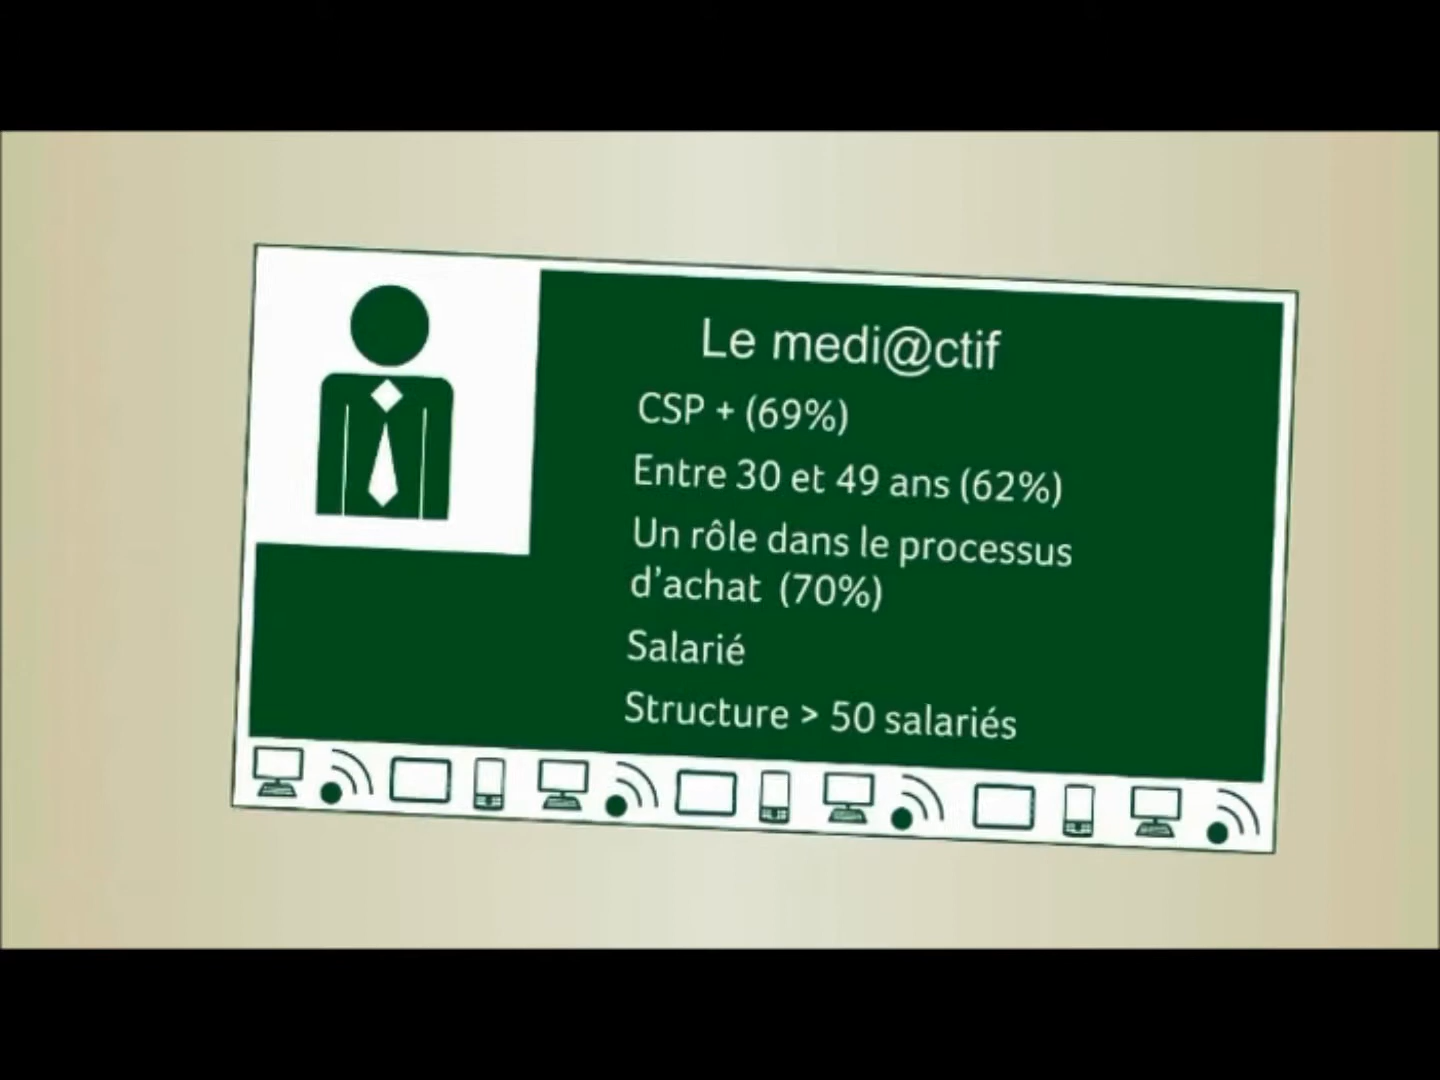 Le medi@ctif
CSP + (69%)
Entre 30 et 49 ans (62%)
Un rôle dans le processus
d’achat (70%)
Salarié
Structure > 50 salariés